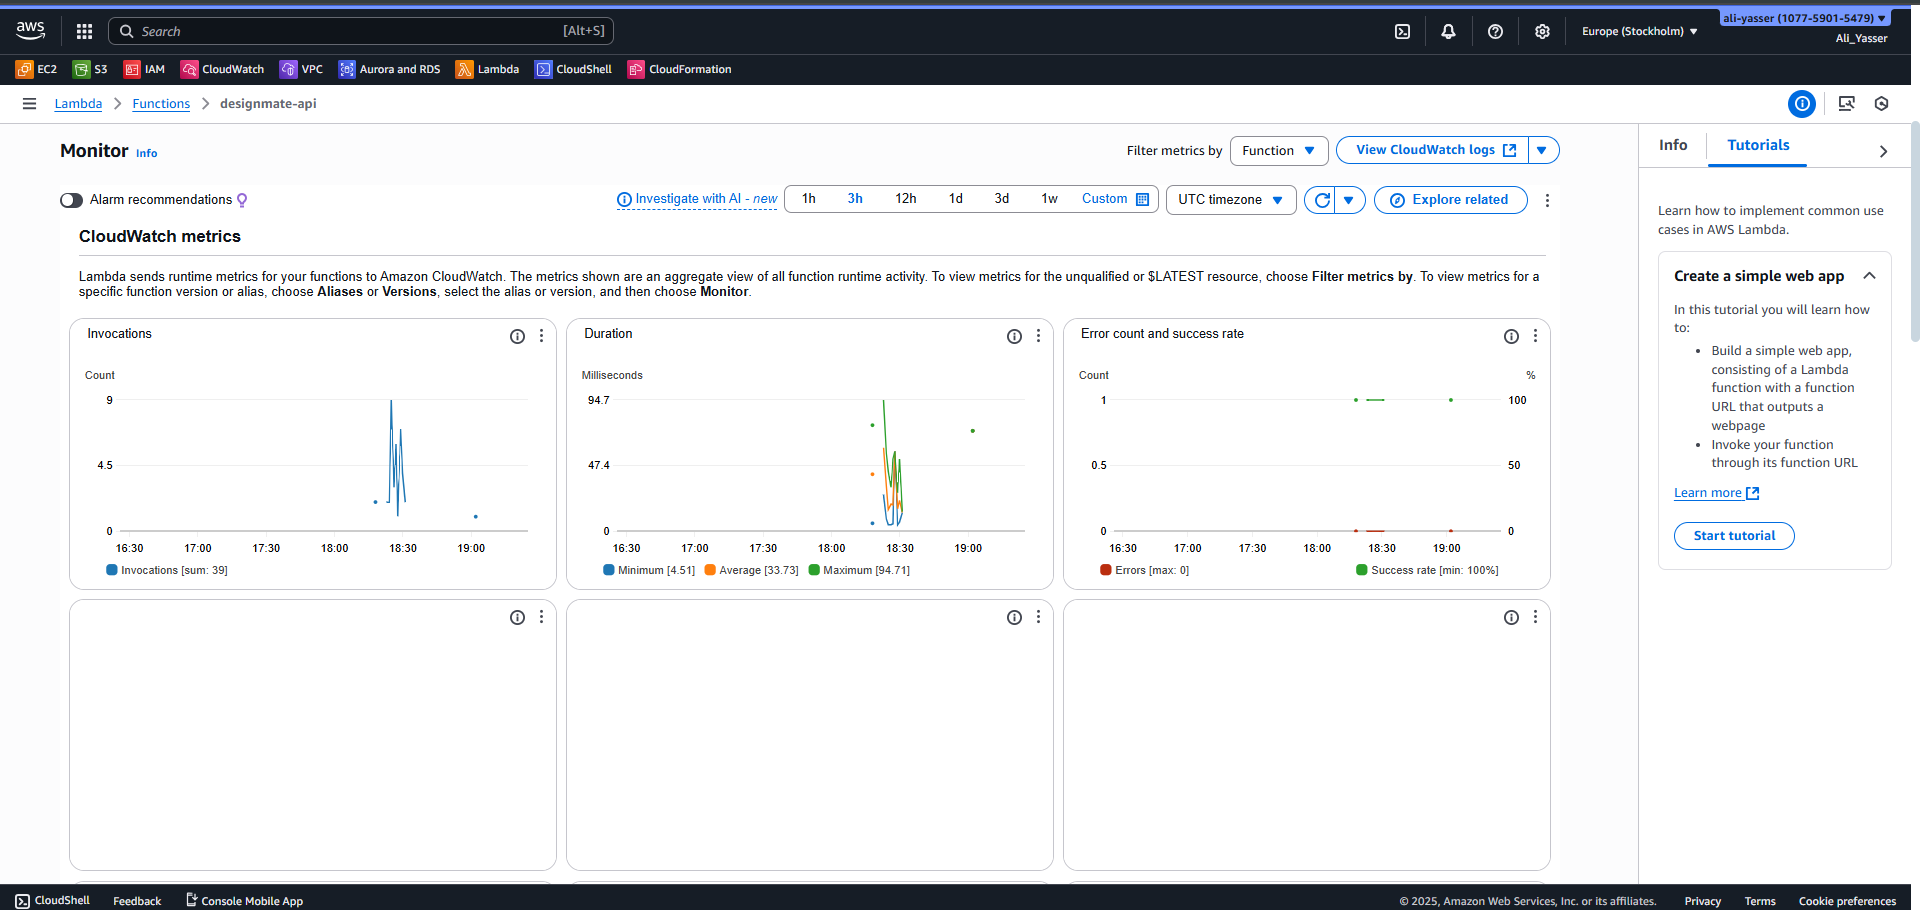 aws
Search
[Alt+S]
Europe (Stockholm)
ali-yasser (1077-5901-5479)
Ali_Yasser
EC2
S3
IAM
CloudWatch
VPC
Aurora and RDS
Lambda
CloudShell
CloudFormation
Lambda
Functions
designmate-api
Monitor Info
Filter metrics by
Function
View CloudWatch logs
Alarm recommendations
Investigate with AI - new
1h
3h
12h
1d
3d
1w
Custom
UTC timezone
Explore related
CloudWatch metrics
Lambda sends runtime metrics for your functions to Amazon CloudWatch. The metrics shown are an aggregate view of all function runtime activity. To view metrics for the unqualified or $LATEST resource, choose Filter metrics by. To view metrics for a
specific function version or alias, choose Aliases or Versions, select the alias or version, and then choose Monitor.
Invocations
Count
9
4.5
0
16:30
17:00
17:30
18:00
18:30
19:00
Invocations [sum: 39]
Duration
Milliseconds
94.7
47.4
0
16:30
17:00
17:30
18:00
18:30
19:00
Minimum [4.51]
Average [33.73]
Maximum [94.71]
Error count and success rate
Count
%
1
100
0.5
50
0
0
16:30
17:00
17:30
18:00
18:30
19:00
Errors [max: 0]
Success rate [min: 100%]
Info
Tutorials
Learn how to implement common use
cases in AWS Lambda.
Create a simple web app
In this tutorial you will learn how
to:
• Build a simple web app,
consisting of a Lambda
function with a function
URL that outputs a
webpage
• Invoke your function
through its function URL
Learn more
Start tutorial
CloudShell
Feedback
Console Mobile App
© 2025, Amazon Web Services, Inc. or its affiliates.
Privacy
Terms
Cookie preferences